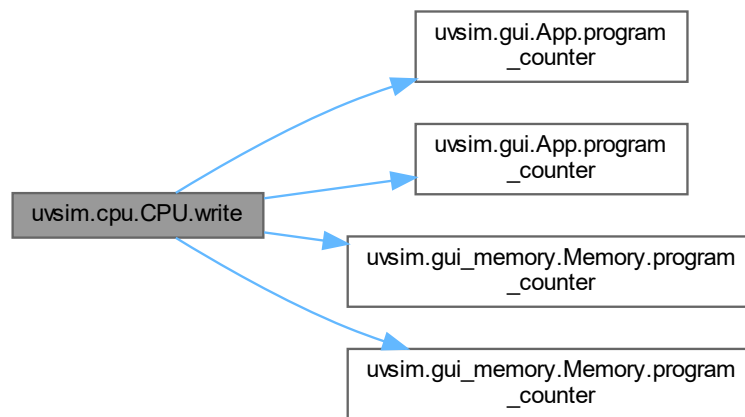 uvsim.gui.App.program
_counter
uvsim.gui.App.program
_counter
uvsim.cpu.CPU.write
uvsim.gui_memory.Memory.program
_counter
uvsim.gui_memory.Memory.program
_counter